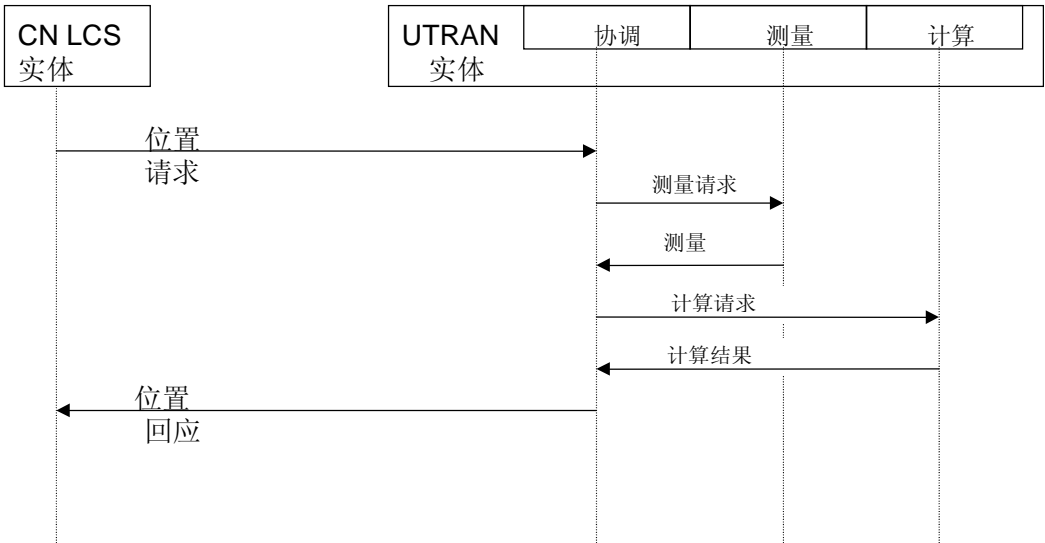 CN LCS
实体
UTRAN
实体
协调
测量
计算
位置
请求
测量请求
测量
计算请求
计算结果
位置
回应